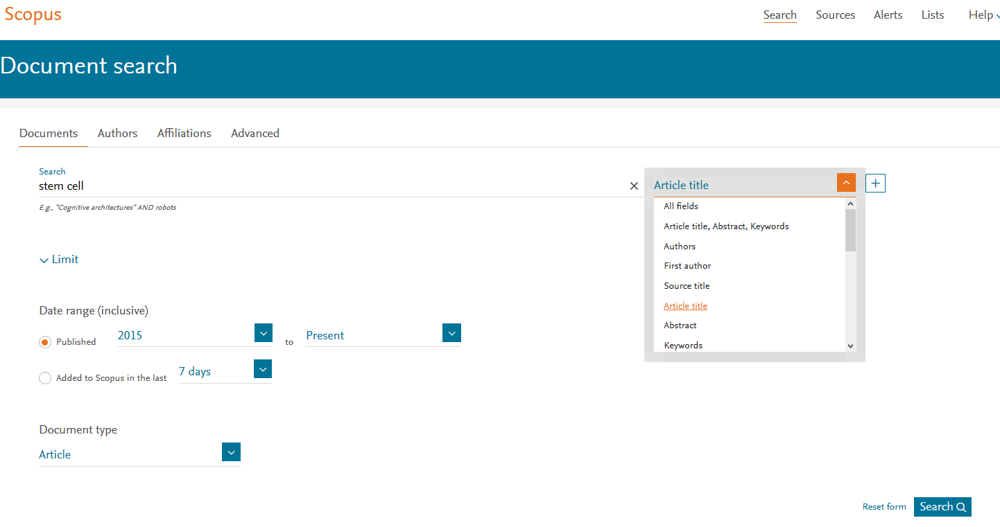 Scopus
Search Sources Alerts Lists Help
Document search
Documents Authors Affiliations Advanced
Search
stem cell
E.g., "Cognitive architectures" AND robots
Article title
All fields
Article title, Abstract, Keywords
Authors
First author
Source title
Article title
Abstract
Keywords
Limit
Date range (inclusive)
Published 2015 to Present
Added to Scopus in the last 7 days
Document type
Article
Reset form Search